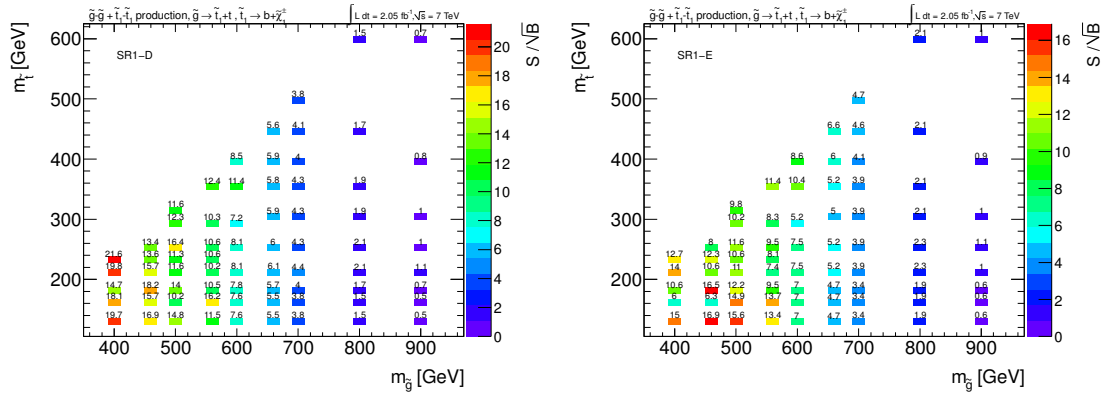 g̃-g̃ + t̃₁-t̃₁ production, g̃→ t̃₁+t , t̃₁→ b+χ̃₁±
∫L dt = 2.05 fb⁻¹,√s = 7 TeV
SR1-D
m_t̃ [GeV]
600
500
400
300
200
1.5 0.7
3.8
5.6 4.1 1.7
8.5 5.9 4 0.8
12.4 11.4 5.8 4.3 1.9
11.6 5.9 4.3 1.9 1
12.3 10.3 7.2
13.4 16.4 10.6 8.1 6 4.3 2.1 1
21.6 13.6 11.3 10.6
19.8 15.7 11.6 10.2 8.1 6.1 4.4 2.1 1.1
14.7 18.2 14 10.5 7.8 5.7 4 1.7 0.7
18.1 15.7 10.2 16.2 7.6 5.5 3.8 1.5 0.5
19.7 16.9 14.8 11.5 7.6 5.5 3.8 1.5 0.5
400 500 600 700 800 900
m_g̃ [GeV]
S /√B
20
18
16
14
12
10
8
6
4
2
0
g̃-g̃ + t̃₁-t̃₁ production, g̃→ t̃₁+t , t̃₁→ b+χ̃₁±
∫L dt = 2.05 fb⁻¹,√s = 7 TeV
SR1-E
m_t̃ [GeV]
600
500
400
300
200
2.1 1
4.7
6.6 4.6 2.1
8.6 6 4.1 0.9
11.4 10.4 5.2 3.9 2.1
9.8 5 3.9 2.1 1
10.2 8.3 5.2
8 11.6 9.5 7.5 5.2 3.9 2.1 1
12.7 12.3 10.6 8.1
14 10.6 11 7.4 7.5 5.2 3.9 2.3 1
10.6 16.5 12.2 9.5 7 4.7 3.4 1.9 0.6
6 6.3 14.9 13.7 7 4.7 3.4 1.9 0.6
15 16.9 15.6 13.4 7 4.7 3.4 1.9 0.6
400 500 600 700 800 900
m_g̃ [GeV]
S /√B
16
14
12
10
8
6
4
2
0